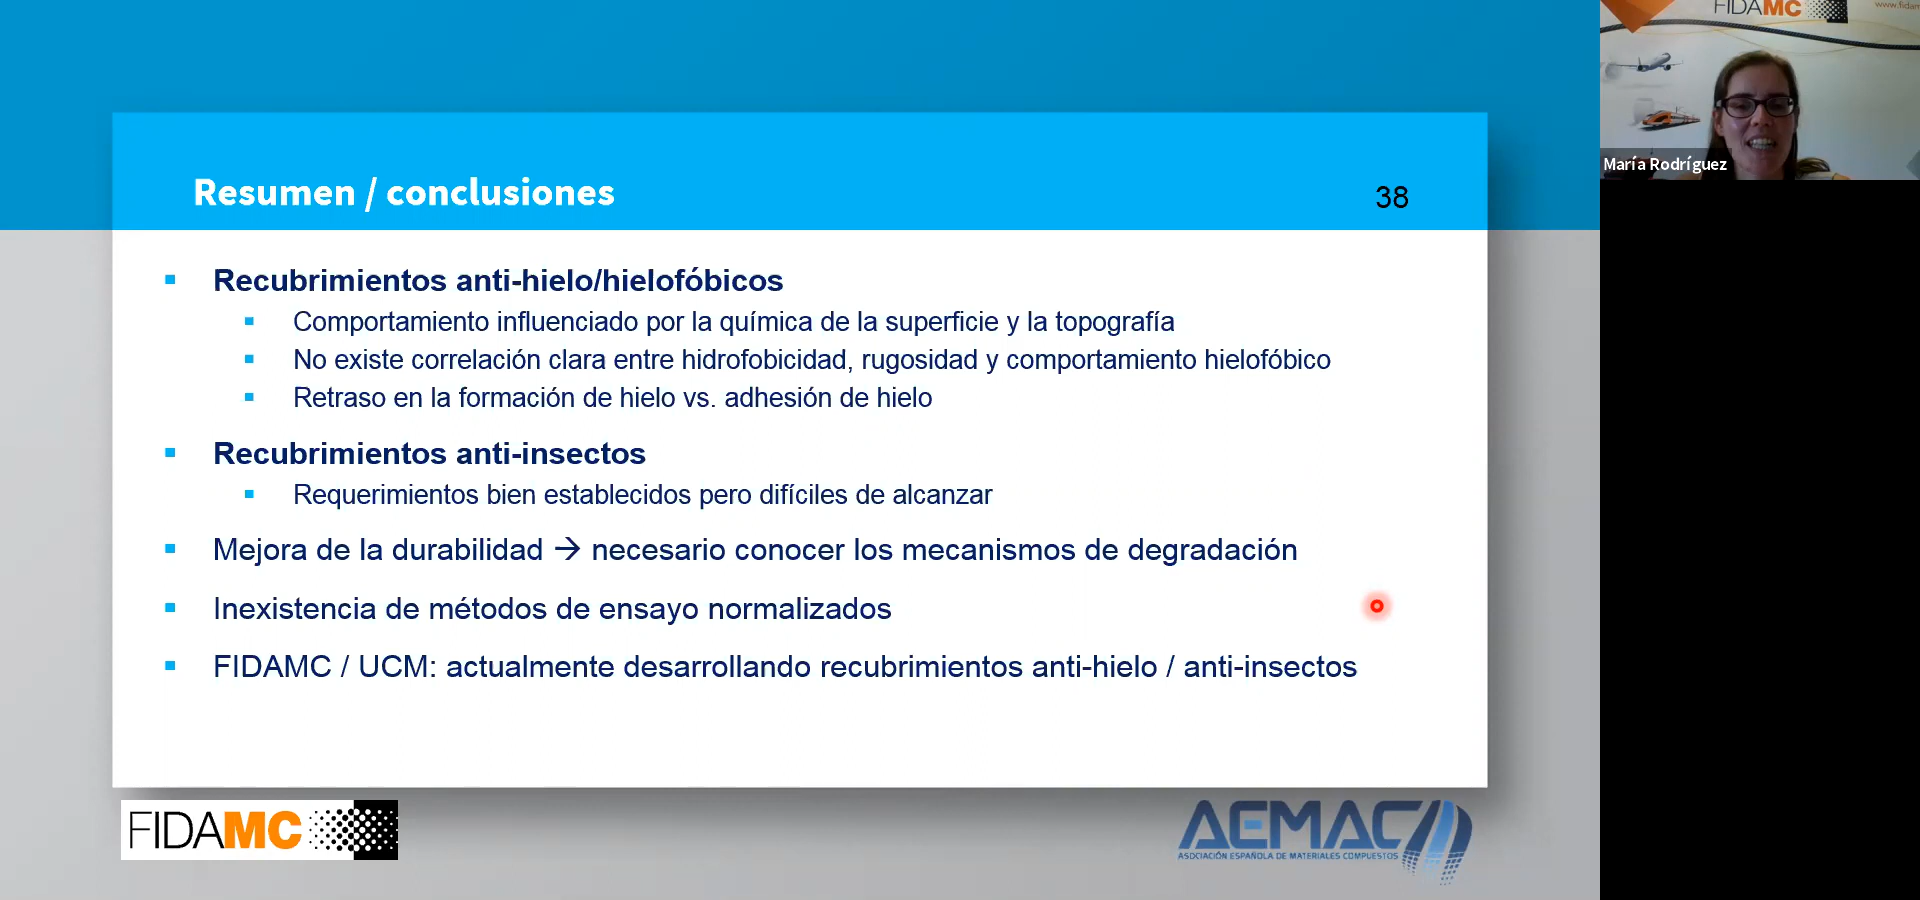 Resumen / conclusiones
38
Recubrimientos anti-hielo/hielofóbicos
Comportamiento influenciado por la química de la superficie y la topografía
No existe correlación clara entre hidrofobicidad, rugosidad y comportamiento hielofóbico
Retraso en la formación de hielo vs. adhesión de hielo
Recubrimientos anti-insectos
Requerimientos bien establecidos pero difíciles de alcanzar
Mejora de la durabilidad → necesario conocer los mecanismos de degradación
Inexistencia de métodos de ensayo normalizados
FIDAMC / UCM: actualmente desarrollando recubrimientos anti-hielo / anti-insectos
FIDAMC
AEMAC
ASOCIACIÓN ESPAÑOLA DE MATERIALES COMPUESTOS
FIDAMC
www.fidam
María Rodríguez